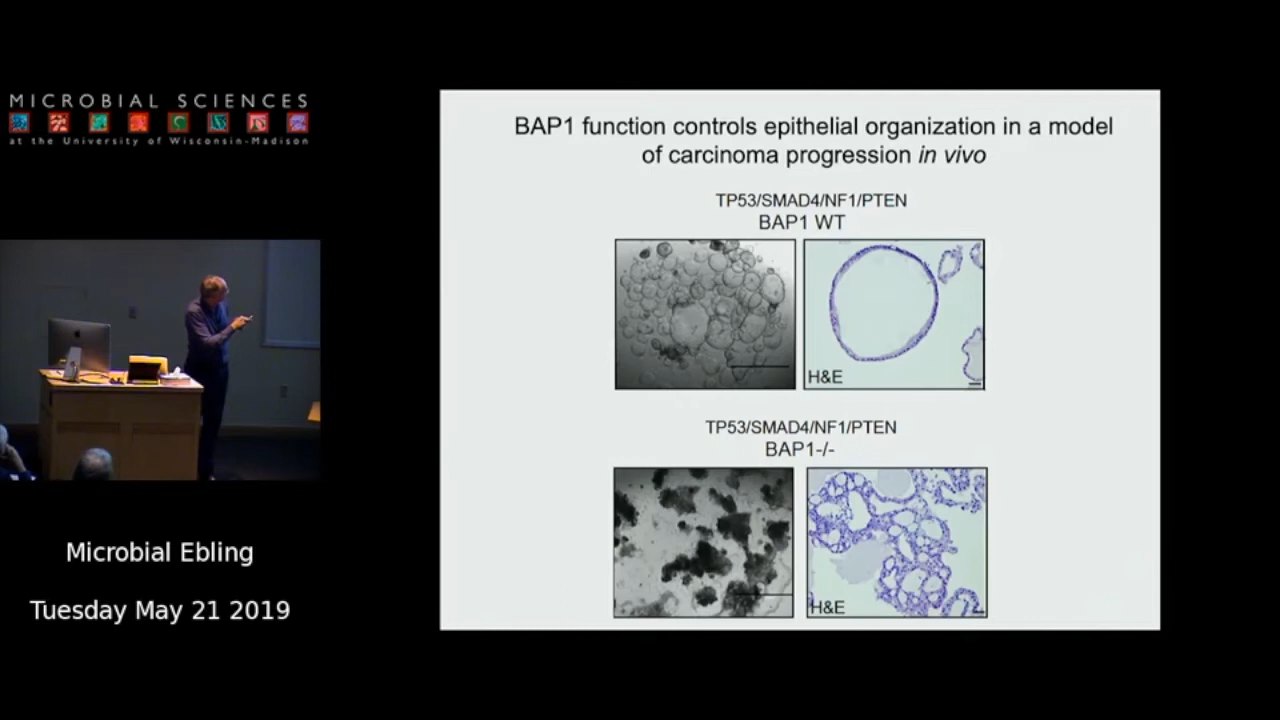 MICROBIAL SCIENCES
at the University of Wisconsin-Madison
Microbial Ebling
Tuesday May 21 2019
BAP1 function controls epithelial organization in a model
of carcinoma progression in vivo
TP53/SMAD4/NF1/PTEN
BAP1 WT
H&E
TP53/SMAD4/NF1/PTEN
BAP1-/-
H&E